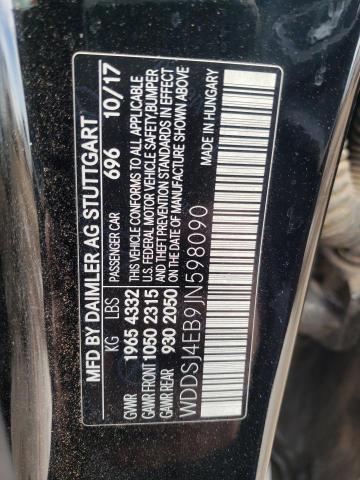 MFD BY DAIMLER AG STUTTGART
696 10/17
KG LBS PASSENGER CAR
GVWR 1965 4332
GAWR FRONT 1050 2315
GAWR REAR 930 2050
THIS VEHICLE CONFORMS TO ALL APPLICABLE
U.S. FEDERAL MOTOR VEHICLE SAFETY, BUMPER
AND THEFT PREVENTION STANDARDS IN EFFECT
ON THE DATE OF MANUFACTURE SHOWN ABOVE
MADE IN HUNGARY
WDDSJ4EB9JN598090